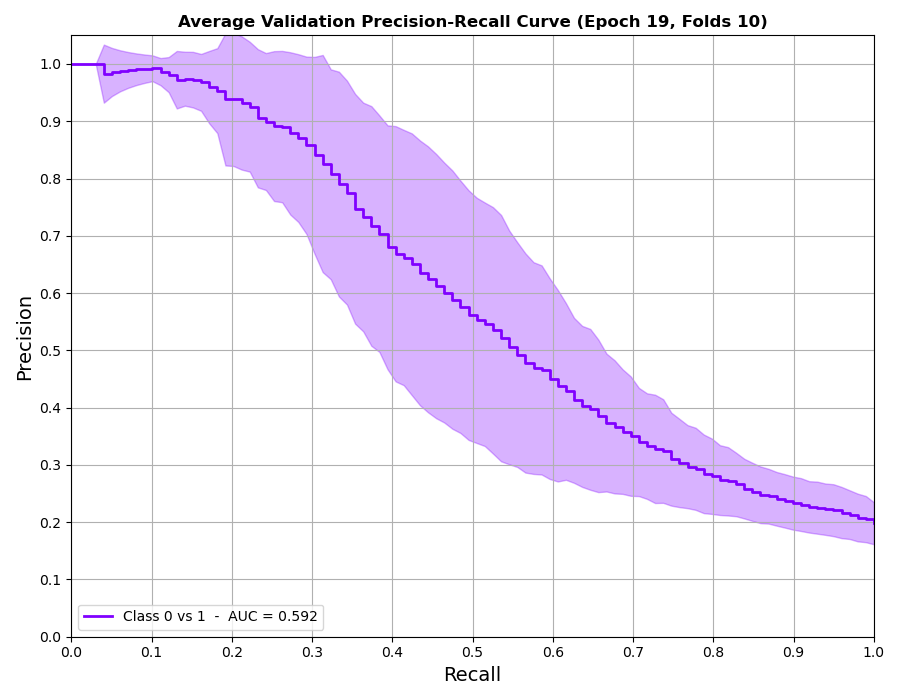 Average Validation Precision-Recall Curve (Epoch 19, Folds 10)
1.0
0.9
0.8
0.7
0.6
0.5
0.4
0.3
0.2
0.1
0.0
Precision
Class 0 vs 1 - AUC = 0.592
0.0 0.1 0.2 0.3 0.4 0.5 0.6 0.7 0.8 0.9 1.0
Recall